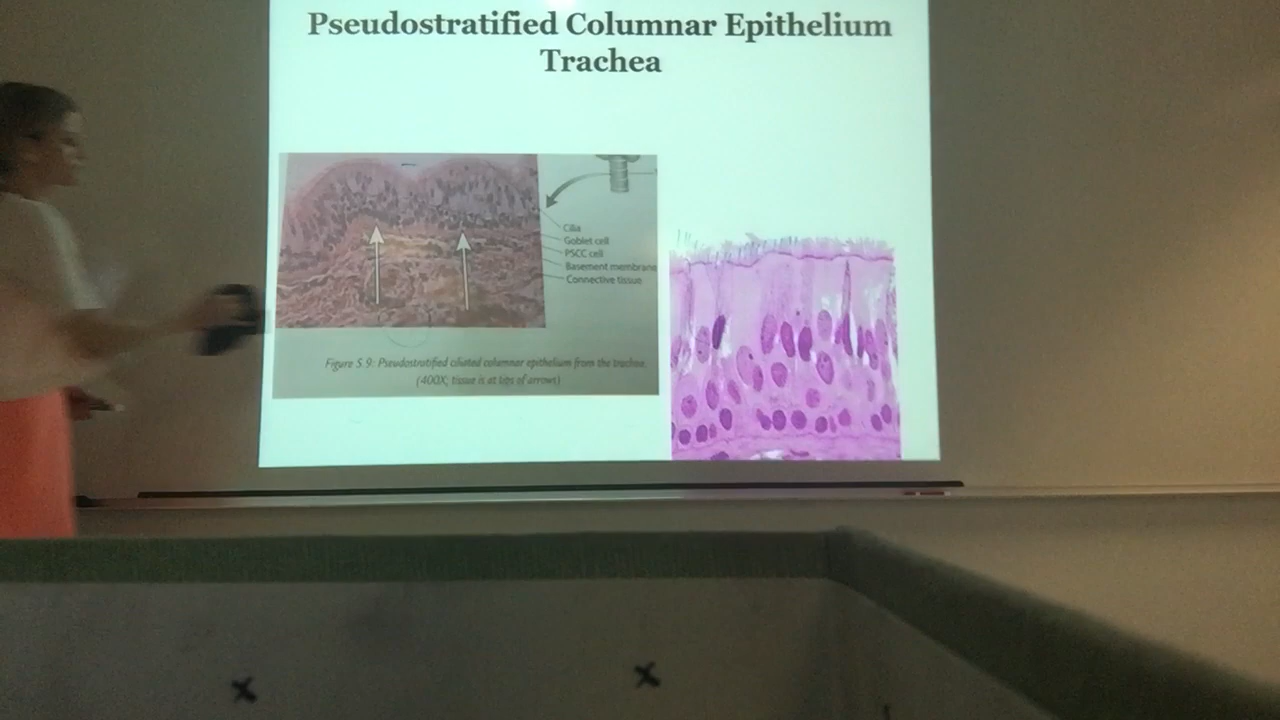 Pseudostratified Columnar Epithelium
Trachea
Cilia
Goblet cell
PSCC cell
Basement membrane
Connective tissue
Figure 5.9: Pseudostratified ciliated columnar epithelium from the trachea.
(400X; tissue is at tips of arrows)
X X